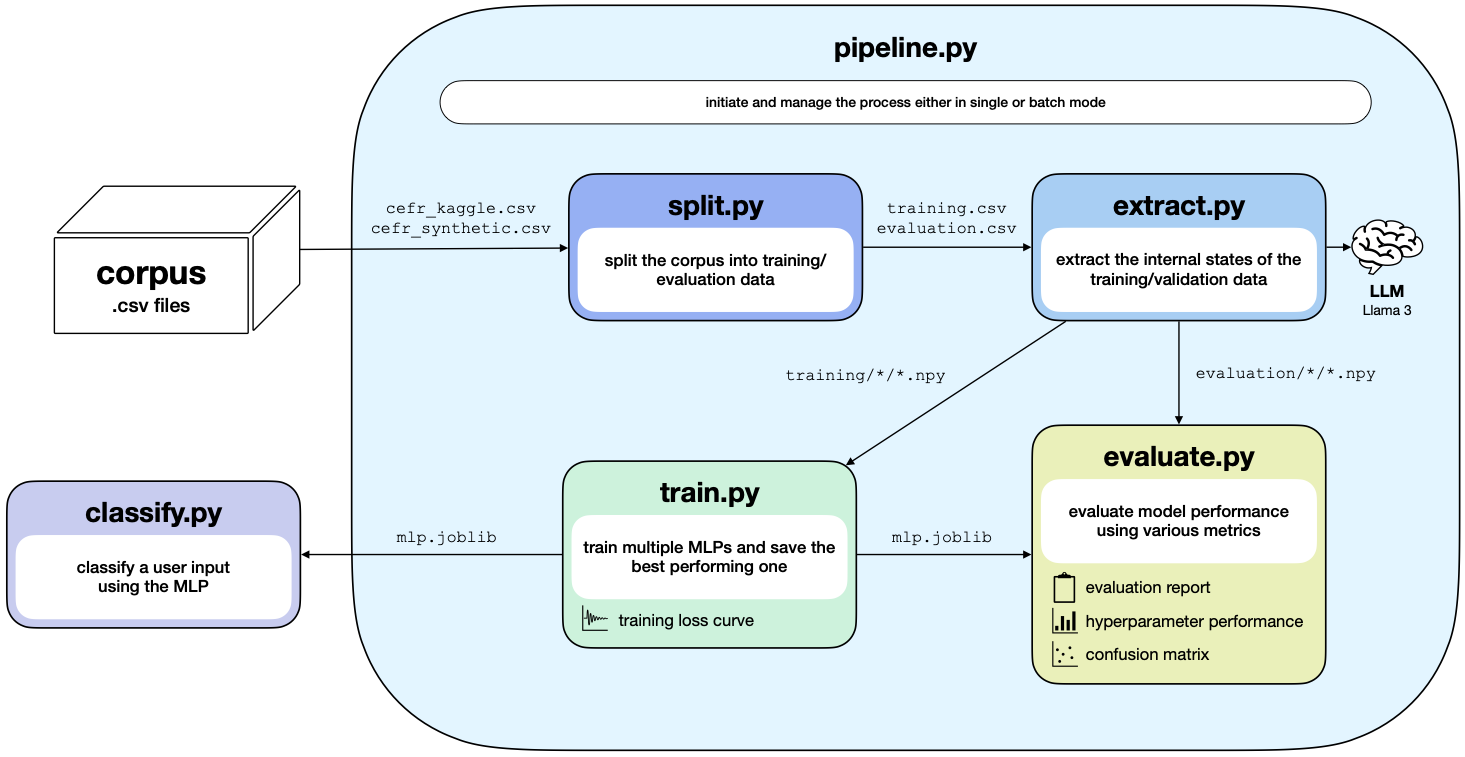 pipeline.py
initiate and manage the process either in single or batch mode
corpus
.csv files
cefr_kaggle.csv
cefr_synthetic.csv
split.py
split the corpus into training/
evaluation data
training.csv
evaluation.csv
extract.py
extract the internal states of the
training/validation data
LLM
Llama 3
training/*/*.npy
evaluation/*/*.npy
classify.py
classify a user input
using the MLP
mlp.joblib
train.py
train multiple MLPs and save the
best performing one
training loss curve
mlp.joblib
evaluate.py
evaluate model performance
using various metrics
evaluation report
hyperparameter performance
confusion matrix